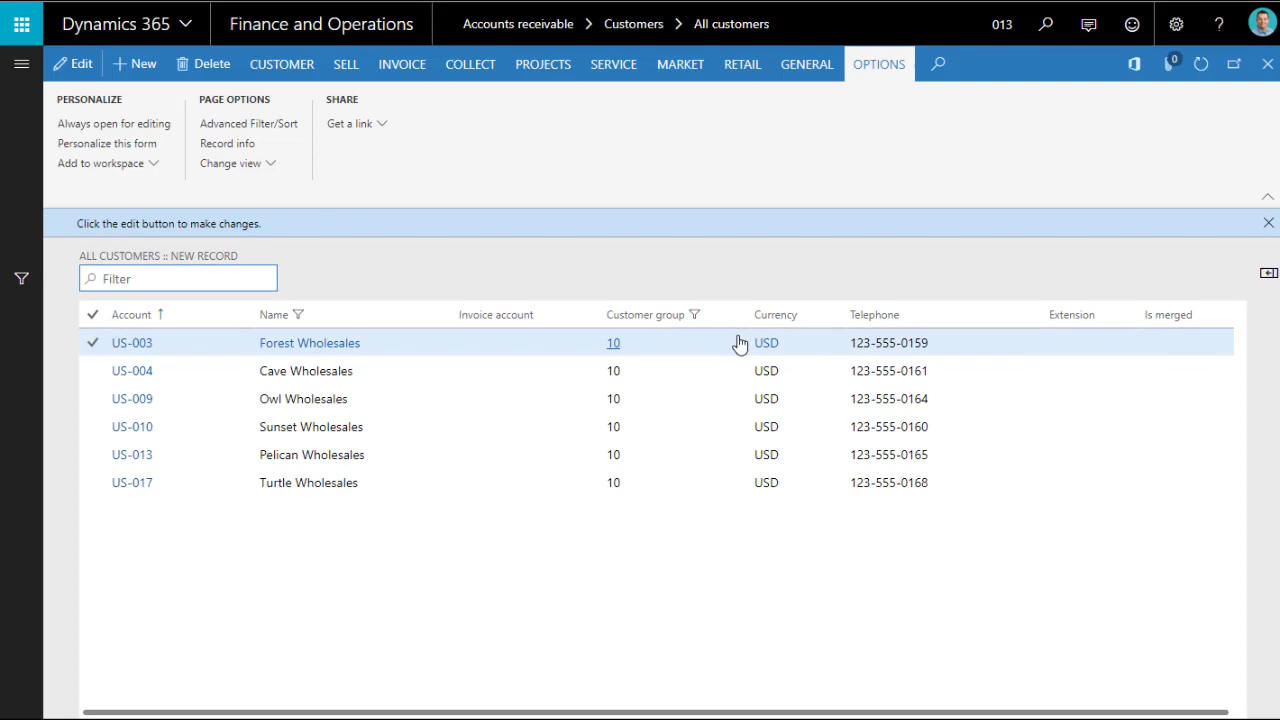 Dynamics 365 Finance and Operations Accounts receivable Customers All customers 013 ?
Edit New Delete CUSTOMER SELL INVOICE COLLECT PROJECTS SERVICE MARKET RETAIL GENERAL OPTIONS 0
PERSONALIZE PAGE OPTIONS SHARE
Always open for editing Advanced Filter/Sort Get a link
Personalize this form Record info
Add to workspace Change view
Click the edit button to make changes.
ALL CUSTOMERS :: NEW RECORD
Filter
Account Name Invoice account Customer group Currency Telephone Extension Is merged
US-003 Forest Wholesales 10 USD 123-555-0159
US-004 Cave Wholesales 10 USD 123-555-0161
US-009 Owl Wholesales 10 USD 123-555-0164
US-010 Sunset Wholesales 10 USD 123-555-0160
US-013 Pelican Wholesales 10 USD 123-555-0165
US-017 Turtle Wholesales 10 USD 123-555-0168